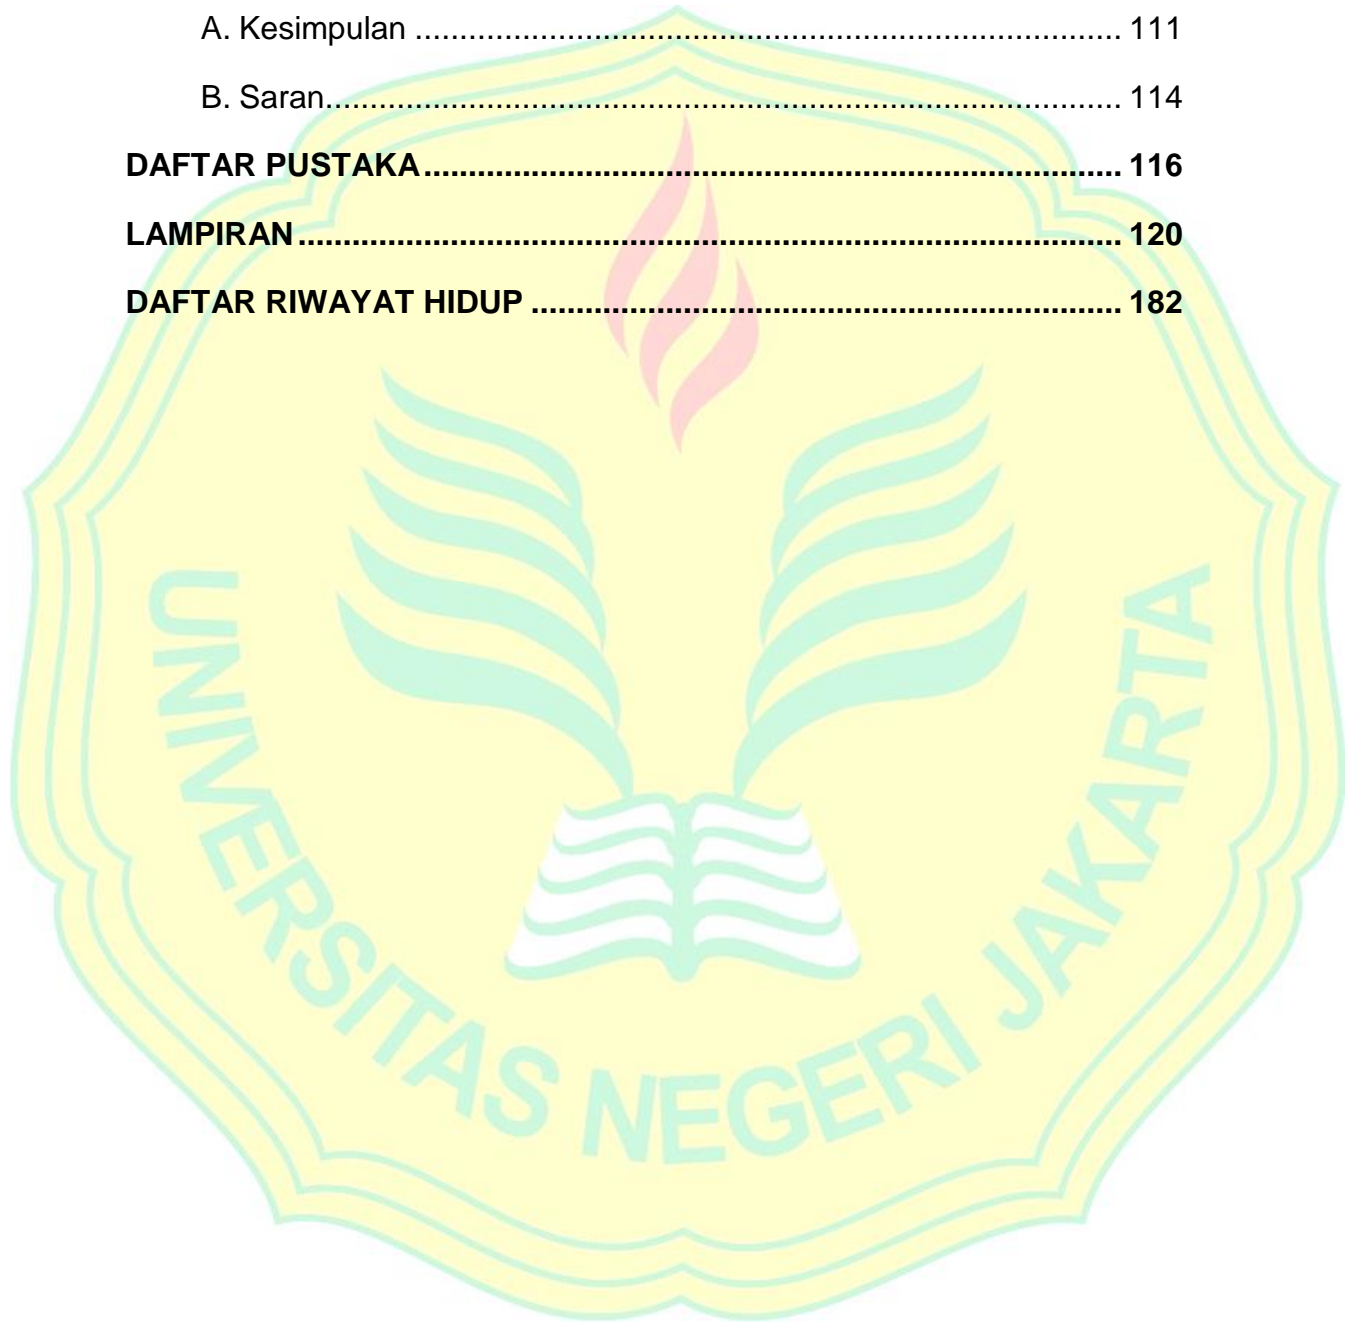 A. Kesimpulan ................................................................................ 111
B. Saran.......................................................................................... 114
DAFTAR PUSTAKA.............................................................................. 116
LAMPIRAN............................................................................................ 120
DAFTAR RIWAYAT HIDUP .................................................................. 182
UNIVERSITAS NEGERI JAKARTA